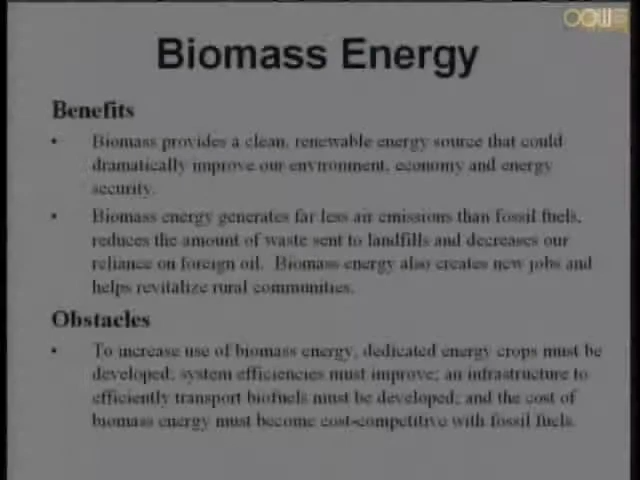 Biomass Energy
Benefits
• Biomass provides a clean, renewable energy source that could
dramatically improve our environment, economy and energy
security.
• Biomass energy generates far less air emissions than fossil fuels,
reduces the amount of waste sent to landfills and decreases our
reliance on foreign oil. Biomass energy also creates new jobs and
helps revitalize rural communities.
Obstacles
• To increase use of biomass energy, dedicated energy crops must be
developed; system efficiencies must improve; an infrastructure to
efficiently transport biofuels must be developed; and the cost of
biomass energy must become cost-competitive with fossil fuels.